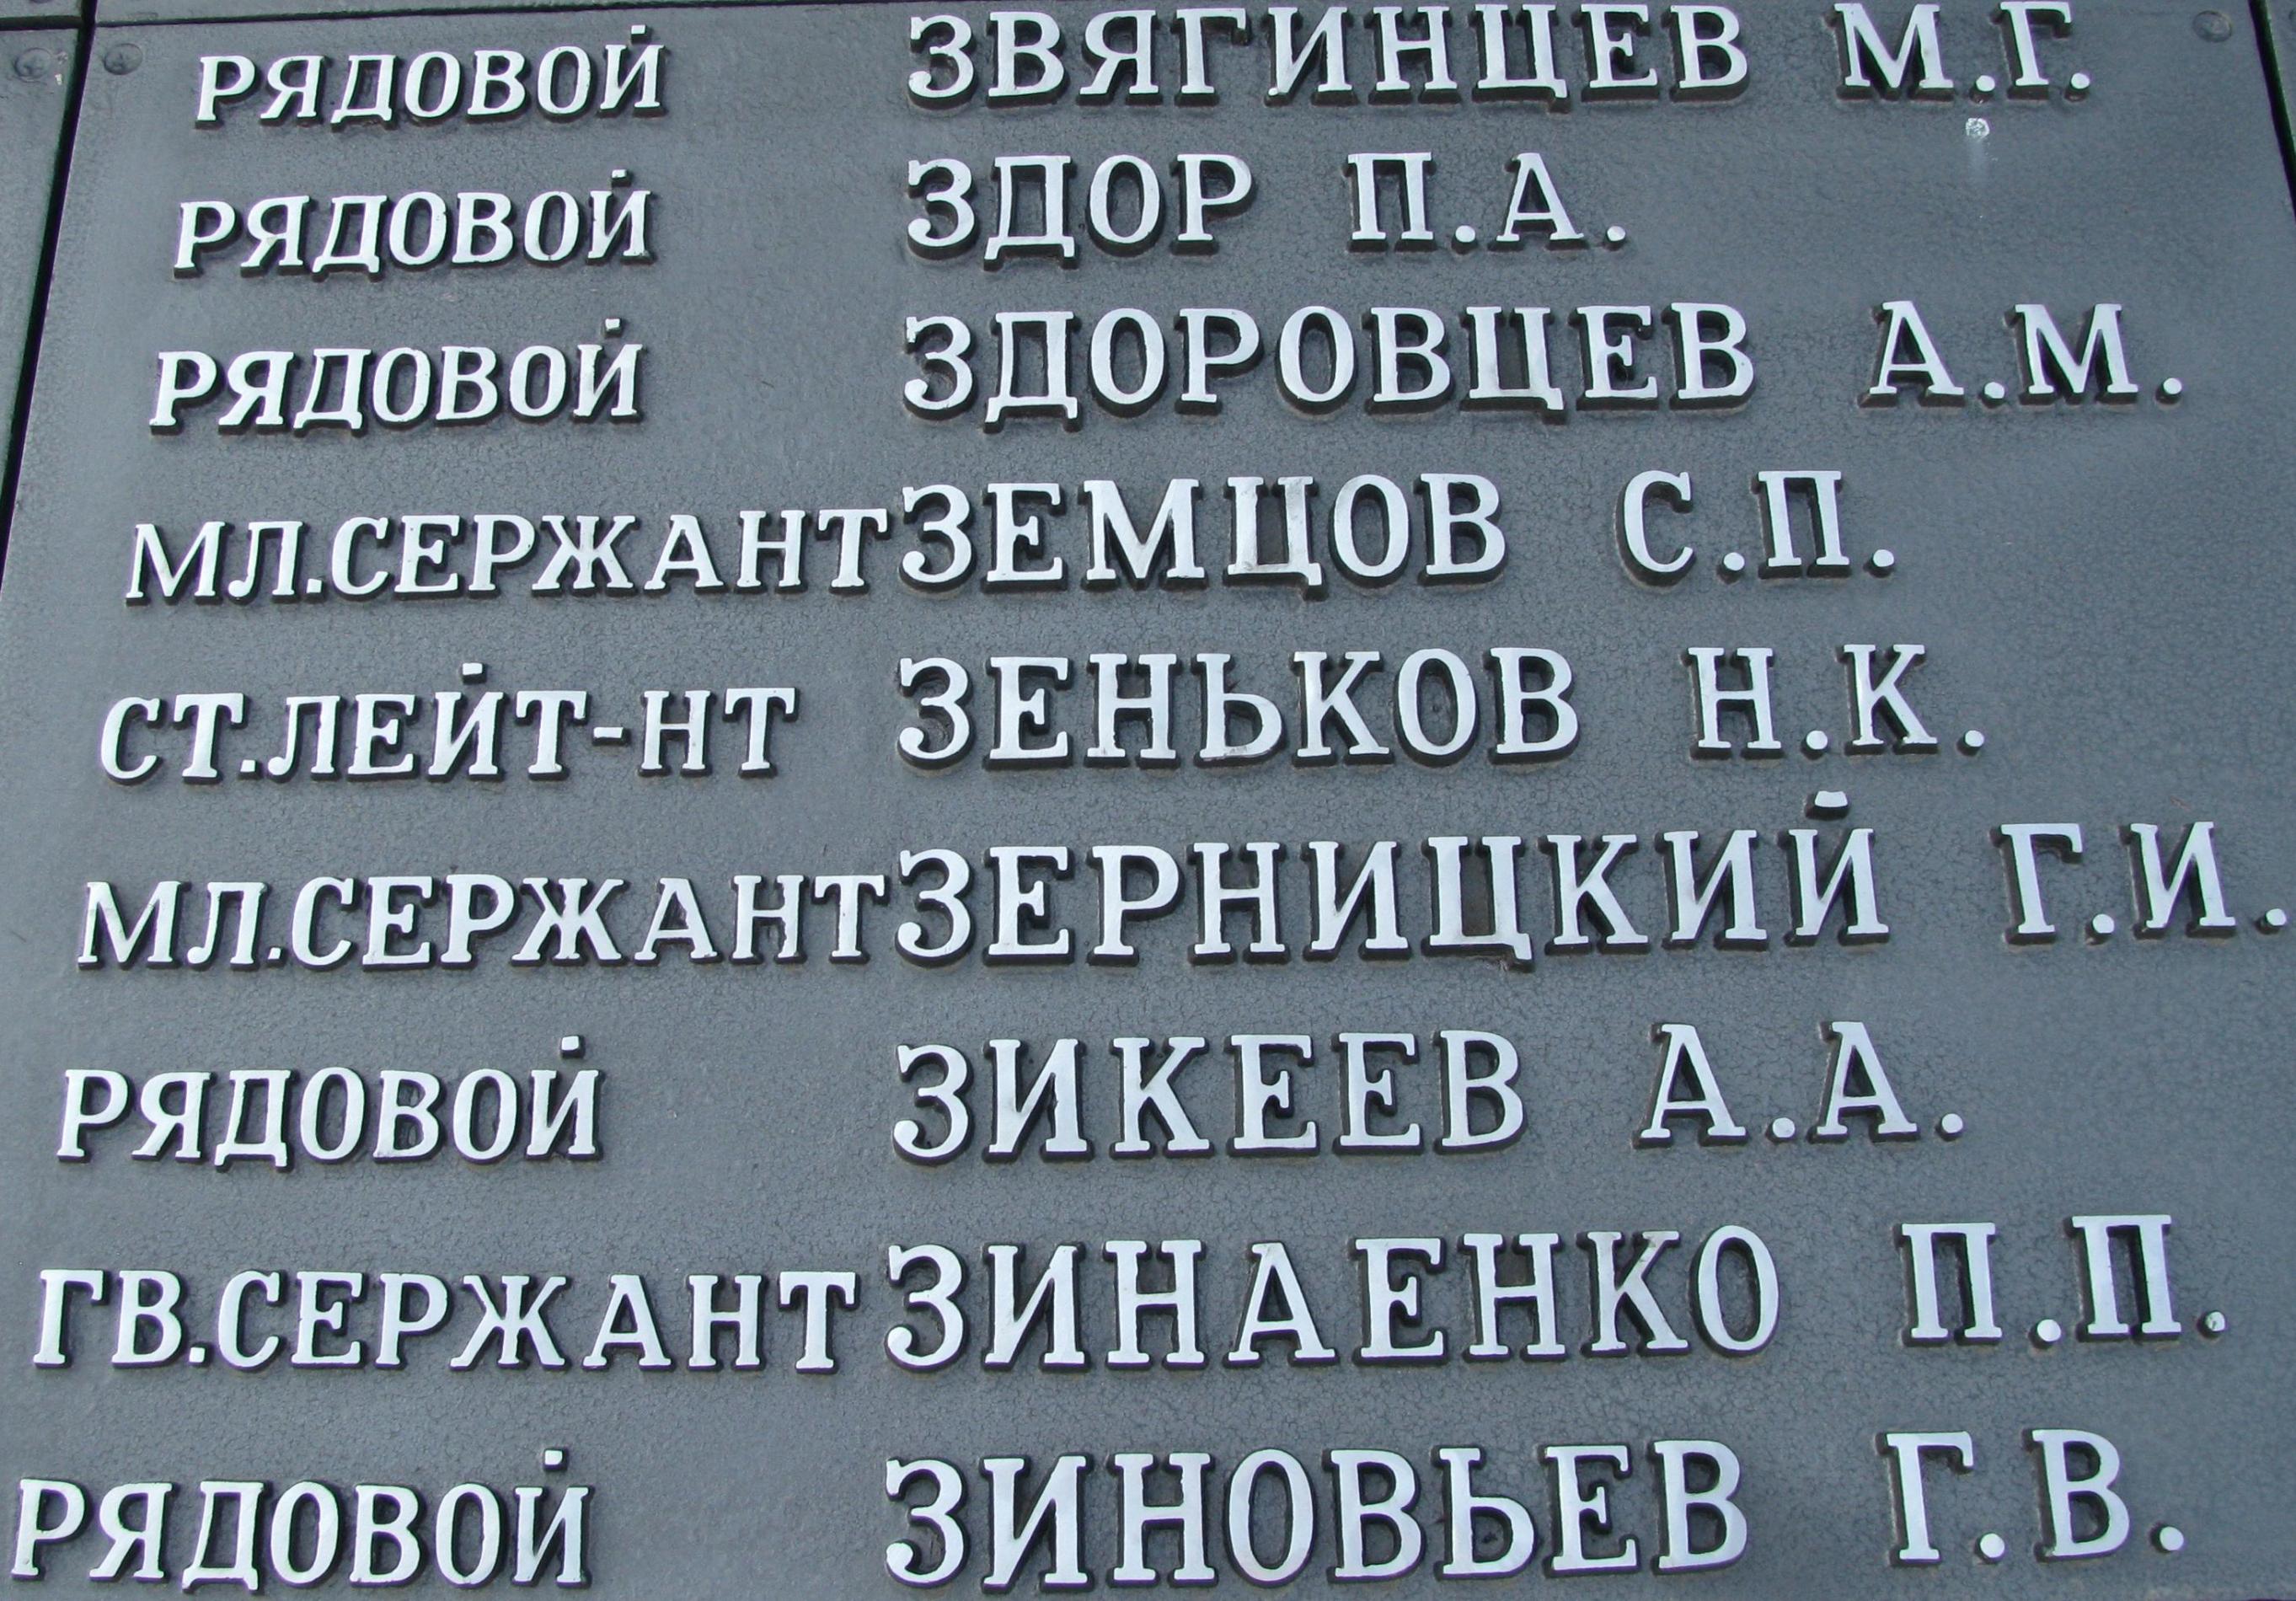 РЯДОВОЙ ЗВЯГИНЦЕВ М.Г.
РЯДОВОЙ ЗДОР П.А.
РЯДОВОЙ ЗДОРОВЦЕВ А.М.
МЛ.СЕРЖАНТ ЗЕМЦОВ С.П.
СТ.ЛЕЙТ-НТ ЗЕНЬКОВ Н.К.
МЛ.СЕРЖАНТ ЗЕРНИЦКИЙ Г.И.
РЯДОВОЙ ЗИКЕЕВ А.А.
ГВ.СЕРЖАНТ ЗИНАЕНКО П.П.
РЯДОВОЙ ЗИНОВЬЕВ Г.В.